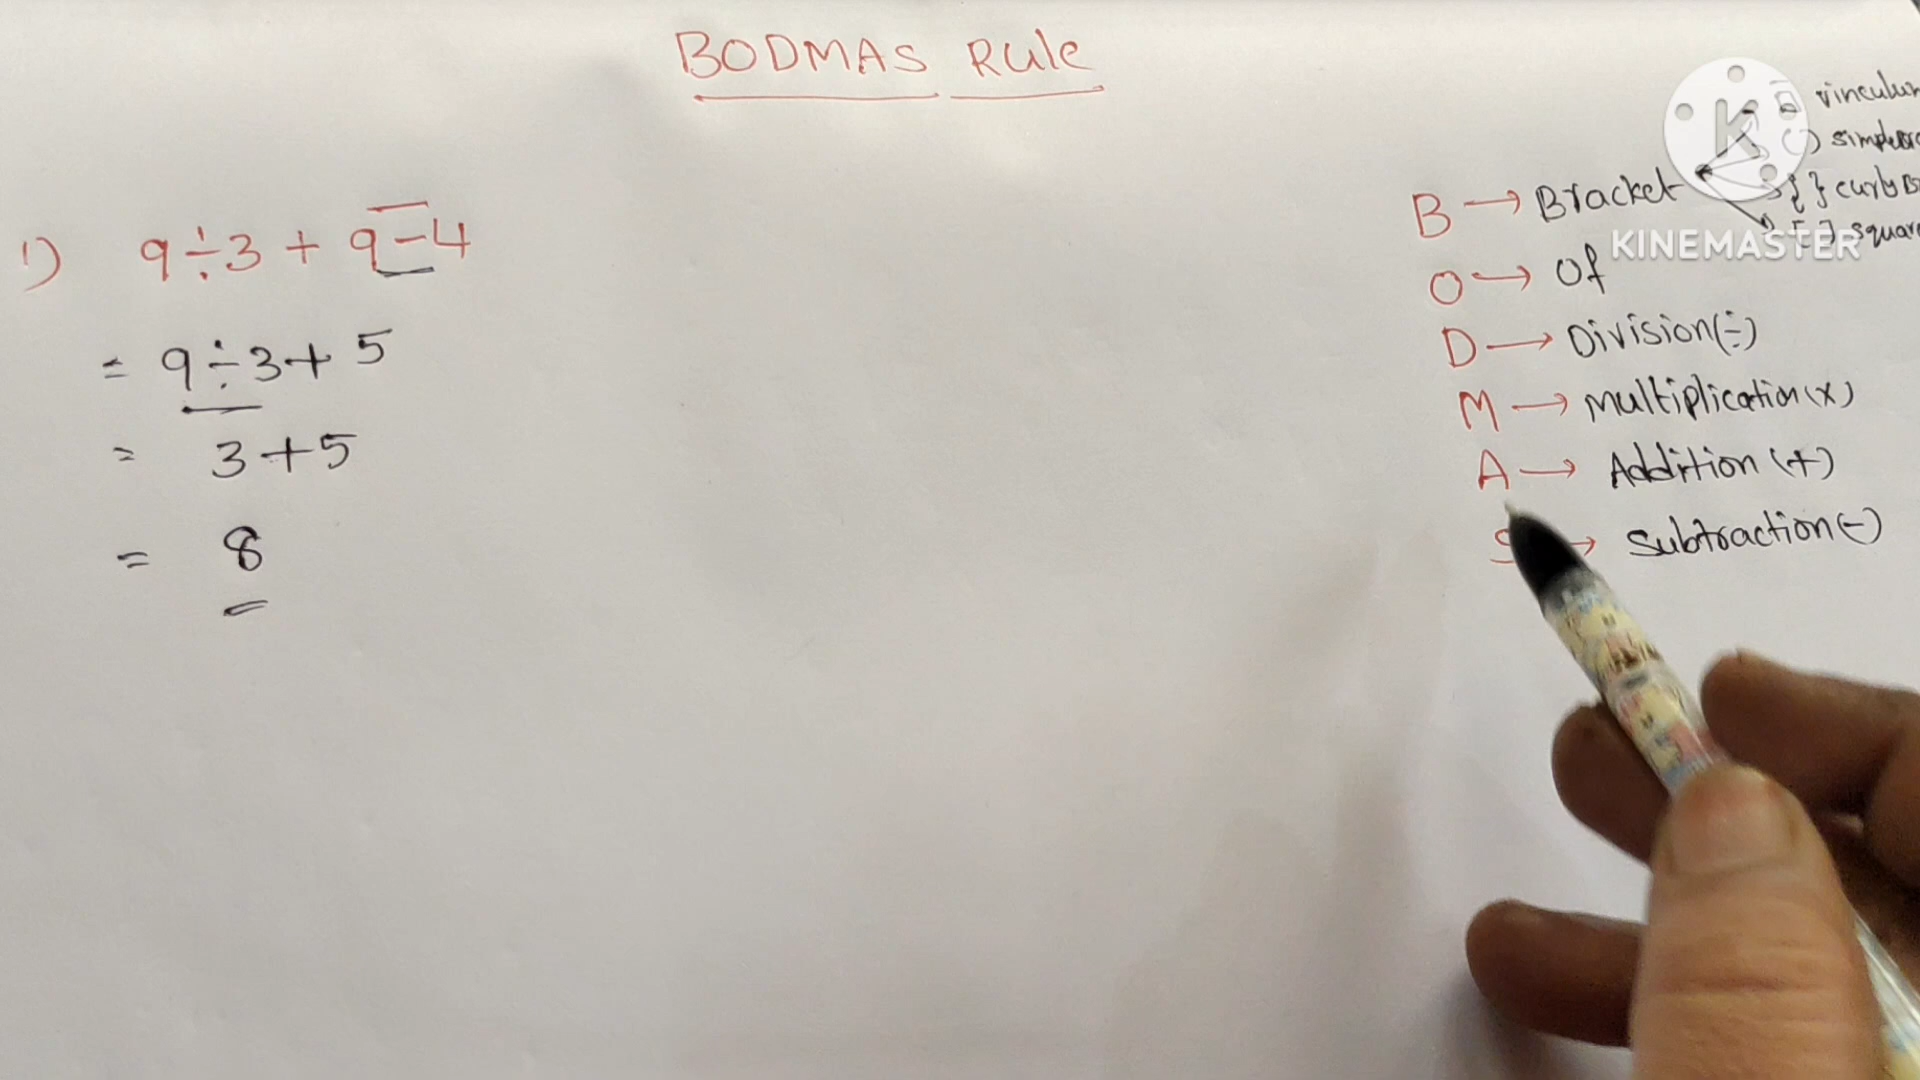 BODMAS Rule
1) 9÷3 + 9̅-̅4̅
= 9÷3+ 5
= 3+5
= 8
vinculum
( ) simple
B → Bracket { } curly B
[ ] square
KINEMASTER
O → Of
D → Division(÷)
M → Multiplication(x)
A → Addition (+)
S → Subtraction(-)